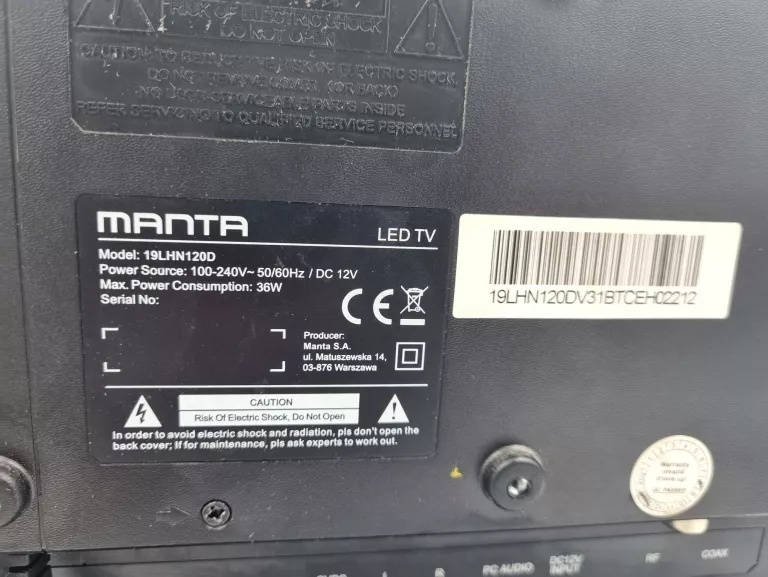 RISK OF ELECTRIC SHOCK
DO NOT OPEN
CAUTION: TO REDUCE THE RISK OF ELECTRIC SHOCK,
DO NOT REMOVE COVER (OR BACK)
NO USER-SERVICEABLE PARTS INSIDE
REFER SERVICING TO QUALIFIED SERVICE PERSONNEL
MANTA
LED TV
Model: 19LHN120D
Power Source: 100-240V~ 50/60Hz / DC 12V
Max. Power Consumption: 36W
Serial No:
CE
Producer:
Manta S.A.
ul. Matuszewska 14,
03-876 Warszawa
CAUTION
Risk Of Electric Shock, Do Not Open
In order to avoid electric shock and radiation, pls don't open the
back cover; If for maintenance, pls ask experts to work out.
19LHN120DV31BTCEH02212
Warranty
invalid
if broke up!
PC AUDIO
DC12V
INPUT
RF
COAX